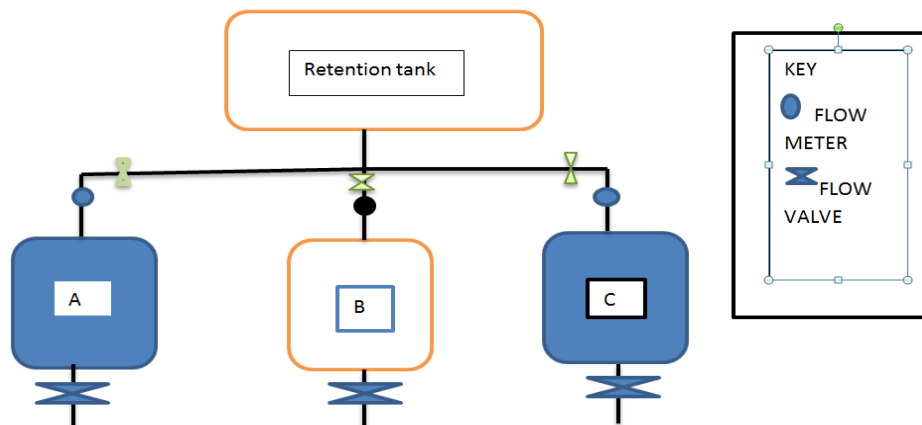 Retention tank
KEY
FLOW
METER
FLOW
VALVE
A
B
C